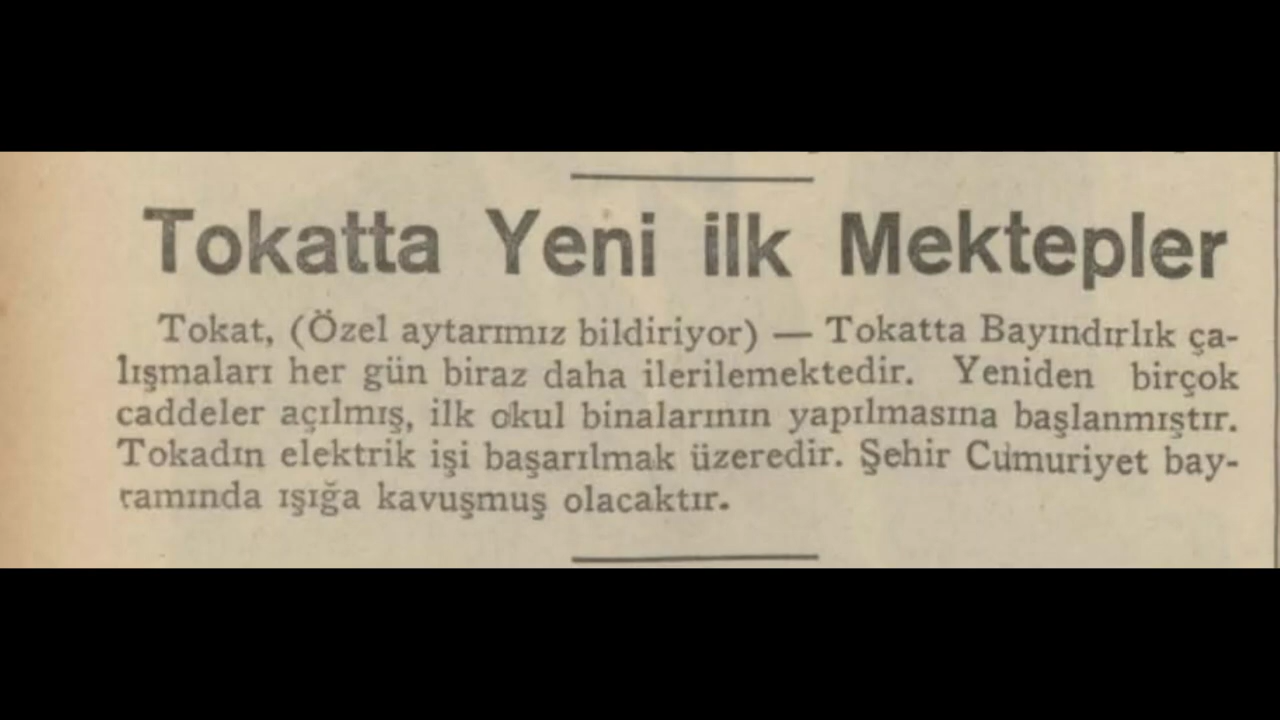 Tokatta Yeni ilk Mektepler
Tokat, (Özel aytarımız bildiriyor) — Tokatta Bayındırlık ça-
lışmaları her gün biraz daha ilerilemektedir. Yeniden birçok
caddeler açılmış, ilk okul binalarının yapılmasına başlanmıştır.
Tokadın elektrik işi başarılmak üzeredir. Şehir Cumuriyet bay-
ramında ışığa kavuşmuş olacaktır.